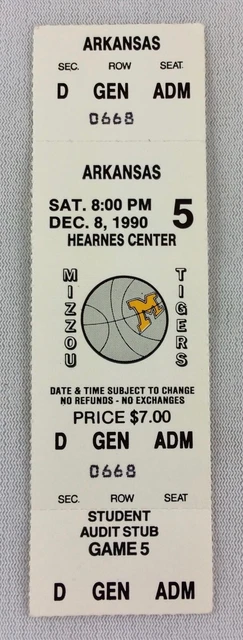 ARKANSAS
SEC. ROW SEAT
D GEN ADM
0668
ARKANSAS
SAT. 8:00 PM
DEC. 8, 1990 5
HEARNES CENTER
MIZZOU M TIGERS
DATE & TIME SUBJECT TO CHANGE
NO REFUNDS - NO EXCHANGES
PRICE $7.00
D GEN ADM
0668
SEC. ROW SEAT
STUDENT
AUDIT STUB
GAME 5
D GEN ADM